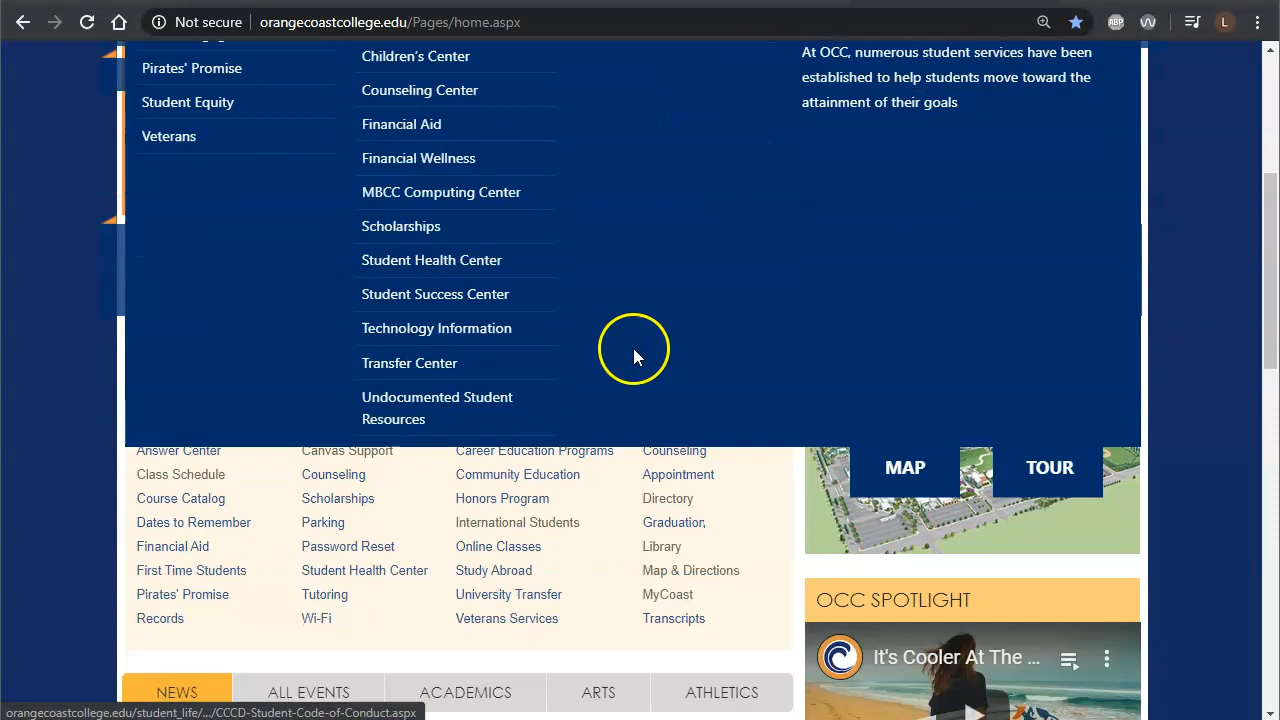 Not secure
orangecoastcollege.edu/Pages/home.aspx
ABP
L
Pirates' Promise
Student Equity
Veterans
Children's Center
Counseling Center
Financial Aid
Financial Wellness
MBCC Computing Center
Scholarships
Student Health Center
Student Success Center
Technology Information
Transfer Center
Undocumented Student
Resources
At OCC, numerous student services have been
established to help students move toward the
attainment of their goals
Answer Center
Class Schedule
Course Catalog
Dates to Remember
Financial Aid
First Time Students
Pirates' Promise
Records
Canvas Support
Counseling
Scholarships
Parking
Password Reset
Student Health Center
Tutoring
Wi-Fi
Career Education Programs
Community Education
Honors Program
International Students
Online Classes
Study Abroad
University Transfer
Veterans Services
Counseling
Appointment
Directory
Graduation,
Library
Map & Directions
MyCoast
Transcripts
MAP
TOUR
OCC SPOTLIGHT
It's Cooler At The ...
NEWS
ALL EVENTS
ACADEMICS
ARTS
ATHLETICS
orangecoastcollege.edu/student_life/.../CCCD-Student-Code-of-Conduct.aspx